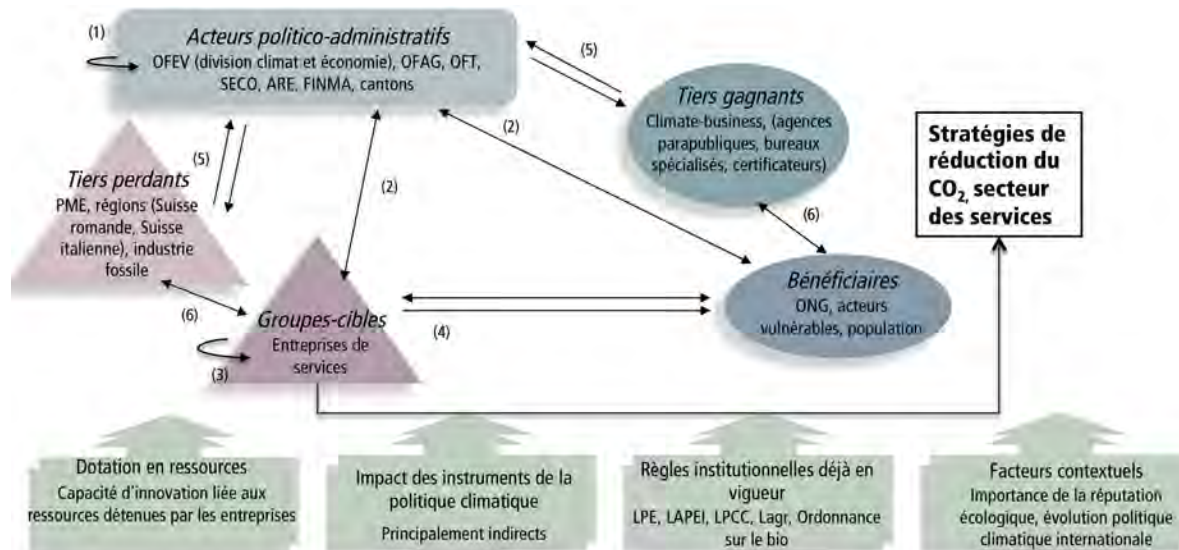 (1)
Acteurs politico-administratifs
OFEV (division climat et économie), OFAG, OFT,
SECO, ARE, FINMA, cantons
(5)
Tiers gagnants
Climate-business, (agences
parapubliques, bureaux
spécialisés, certificateurs)
(2)
Stratégies de
réduction du
CO2, secteur
des services
(5)
Tiers perdants
PME, régions (Suisse
romande, Suisse
italienne), industrie
fossile
(2)
(6)
Bénéficiaires
ONG, acteurs
vulnérables, population
(6)
Groupes-cibles
Entreprises de
services
(3)
(4)
Dotation en ressources
Capacité d'innovation liée aux
ressources détenues par les entreprises
Impact des instruments de la
politique climatique
Principalement indirects
Règles institutionnelles déjà en
vigueur
LPE, LAPEI, LPCC, Lagr, Ordonnance
sur le bio
Facteurs contextuels
Importance de la réputation
écologique, évolution politique
climatique internationale